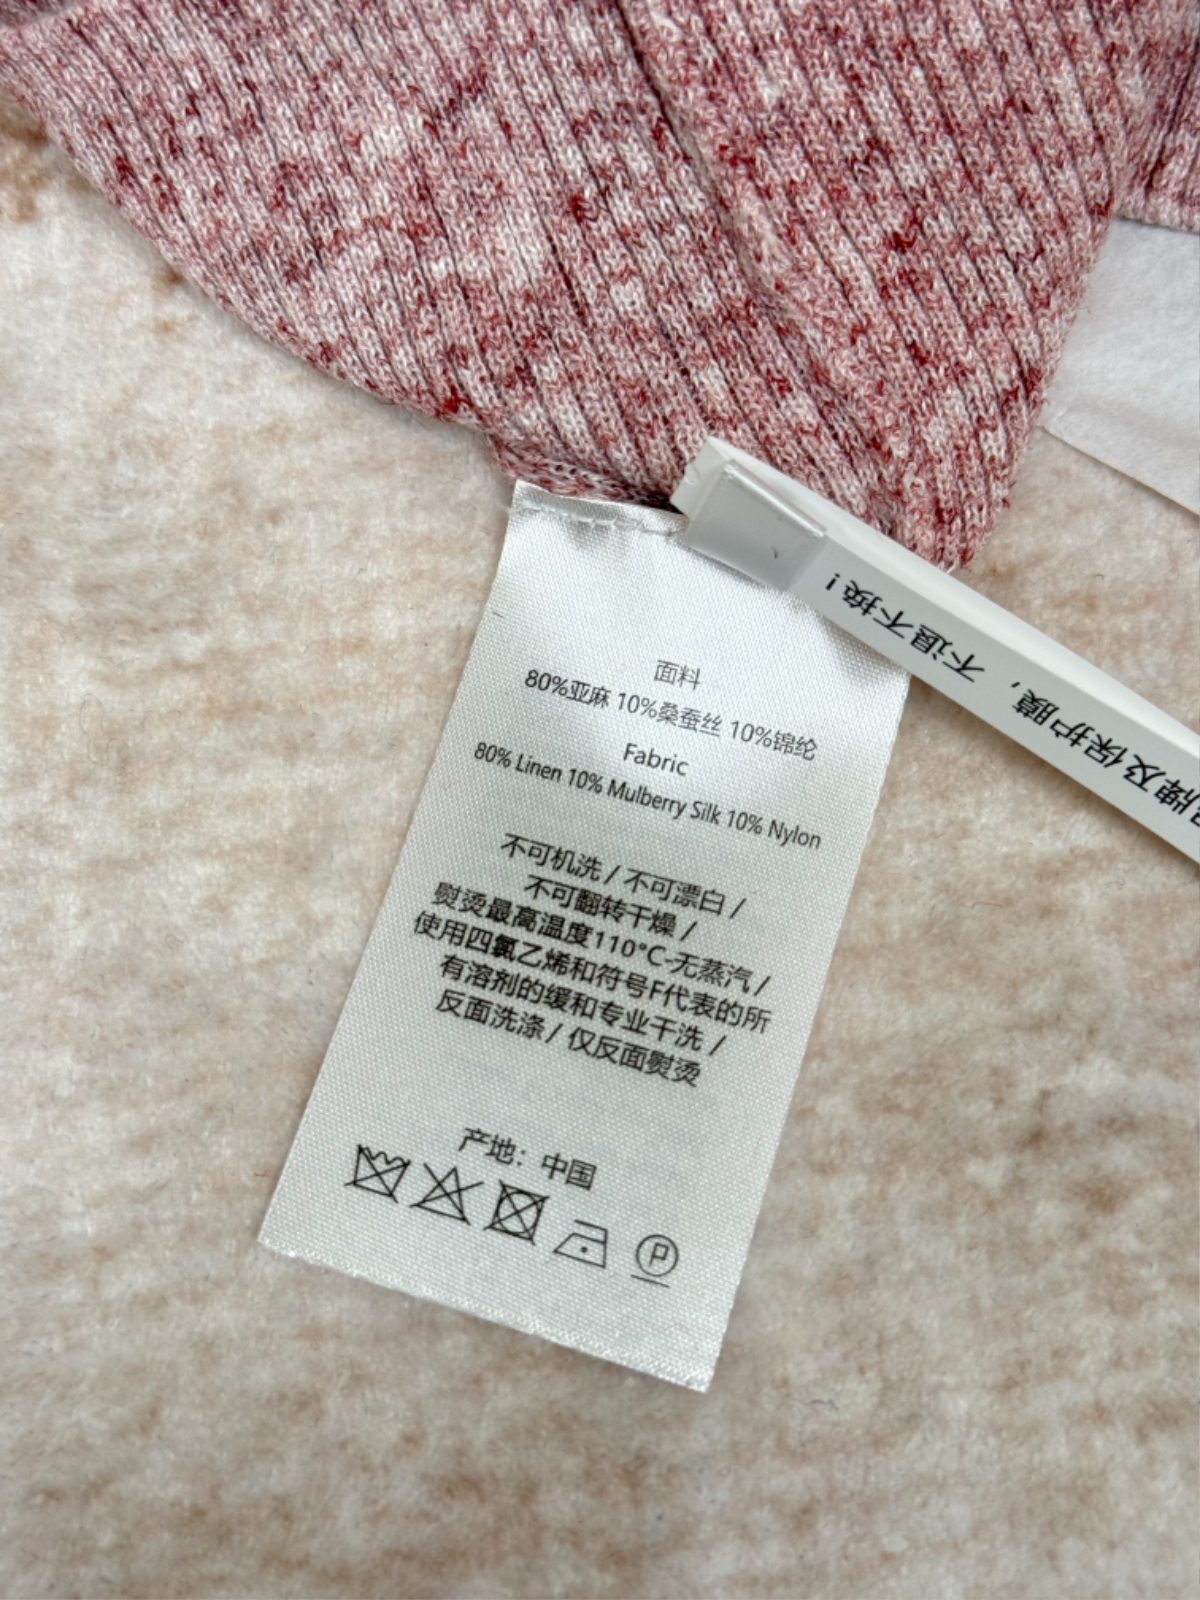 面料
80%亚麻 10%桑蚕丝 10%锦纶
Fabric
80% Linen 10% Mulberry Silk 10% Nylon
不可机洗 / 不可漂白 /
不可翻转干燥 /
熨烫最高温度110°C-无蒸汽 /
使用四氯乙烯和符号F代表的所
有溶剂的缓和专业干洗 /
反面洗涤 / 仅反面熨烫
产地：中国
P
牌及保护膜，不退不换！